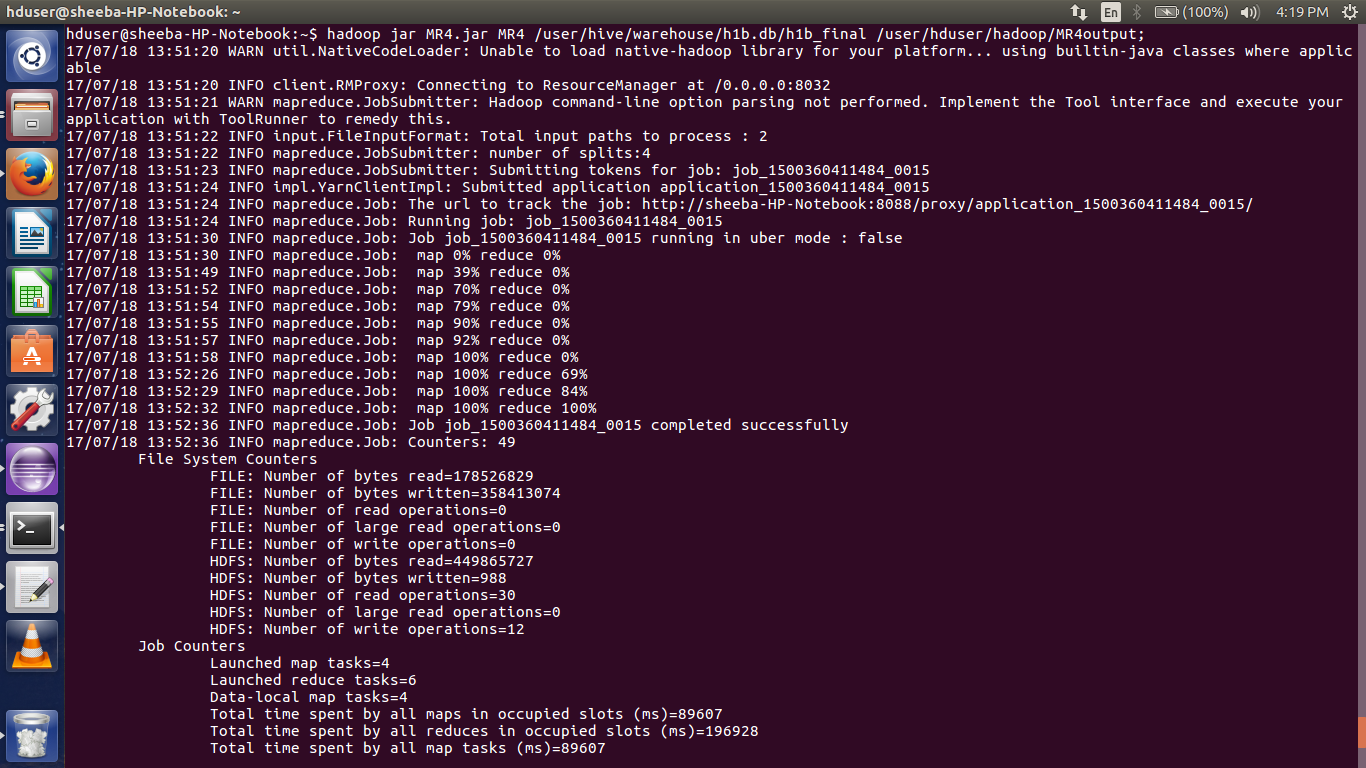 hduser@sheeba-HP-Notebook: ~
En (100%) 4:19 PM
hduser@sheeba-HP-Notebook:~$ hadoop jar MR4.jar MR4 /user/hive/warehouse/h1b.db/h1b_final /user/hduser/hadoop/MR4output;
17/07/18 13:51:20 WARN util.NativeCodeLoader: Unable to load native-hadoop library for your platform... using builtin-java classes where applic
able
17/07/18 13:51:20 INFO client.RMProxy: Connecting to ResourceManager at /0.0.0.0:8032
17/07/18 13:51:21 WARN mapreduce.JobSubmitter: Hadoop command-line option parsing not performed. Implement the Tool interface and execute your
application with ToolRunner to remedy this.
17/07/18 13:51:22 INFO input.FileInputFormat: Total input paths to process : 2
17/07/18 13:51:22 INFO mapreduce.JobSubmitter: number of splits:4
17/07/18 13:51:23 INFO mapreduce.JobSubmitter: Submitting tokens for job: job_1500360411484_0015
17/07/18 13:51:24 INFO impl.YarnClientImpl: Submitted application application_1500360411484_0015
17/07/18 13:51:24 INFO mapreduce.Job: The url to track the job: http://sheeba-HP-Notebook:8088/proxy/application_1500360411484_0015/
17/07/18 13:51:24 INFO mapreduce.Job: Running job: job_1500360411484_0015
17/07/18 13:51:30 INFO mapreduce.Job: Job job_1500360411484_0015 running in uber mode : false
17/07/18 13:51:30 INFO mapreduce.Job:  map 0% reduce 0%
17/07/18 13:51:49 INFO mapreduce.Job:  map 39% reduce 0%
17/07/18 13:51:52 INFO mapreduce.Job:  map 70% reduce 0%
17/07/18 13:51:54 INFO mapreduce.Job:  map 79% reduce 0%
17/07/18 13:51:55 INFO mapreduce.Job:  map 90% reduce 0%
17/07/18 13:51:57 INFO mapreduce.Job:  map 92% reduce 0%
17/07/18 13:51:58 INFO mapreduce.Job:  map 100% reduce 0%
17/07/18 13:52:26 INFO mapreduce.Job:  map 100% reduce 69%
17/07/18 13:52:29 INFO mapreduce.Job:  map 100% reduce 84%
17/07/18 13:52:32 INFO mapreduce.Job:  map 100% reduce 100%
17/07/18 13:52:36 INFO mapreduce.Job: Job job_1500360411484_0015 completed successfully
17/07/18 13:52:36 INFO mapreduce.Job: Counters: 49
File System Counters
FILE: Number of bytes read=178526829
FILE: Number of bytes written=358413074
FILE: Number of read operations=0
FILE: Number of large read operations=0
FILE: Number of write operations=0
HDFS: Number of bytes read=449865727
HDFS: Number of bytes written=988
HDFS: Number of read operations=30
HDFS: Number of large read operations=0
HDFS: Number of write operations=12
Job Counters
Launched map tasks=4
Launched reduce tasks=6
Data-local map tasks=4
Total time spent by all maps in occupied slots (ms)=89607
Total time spent by all reduces in occupied slots (ms)=196928
Total time spent by all map tasks (ms)=89607